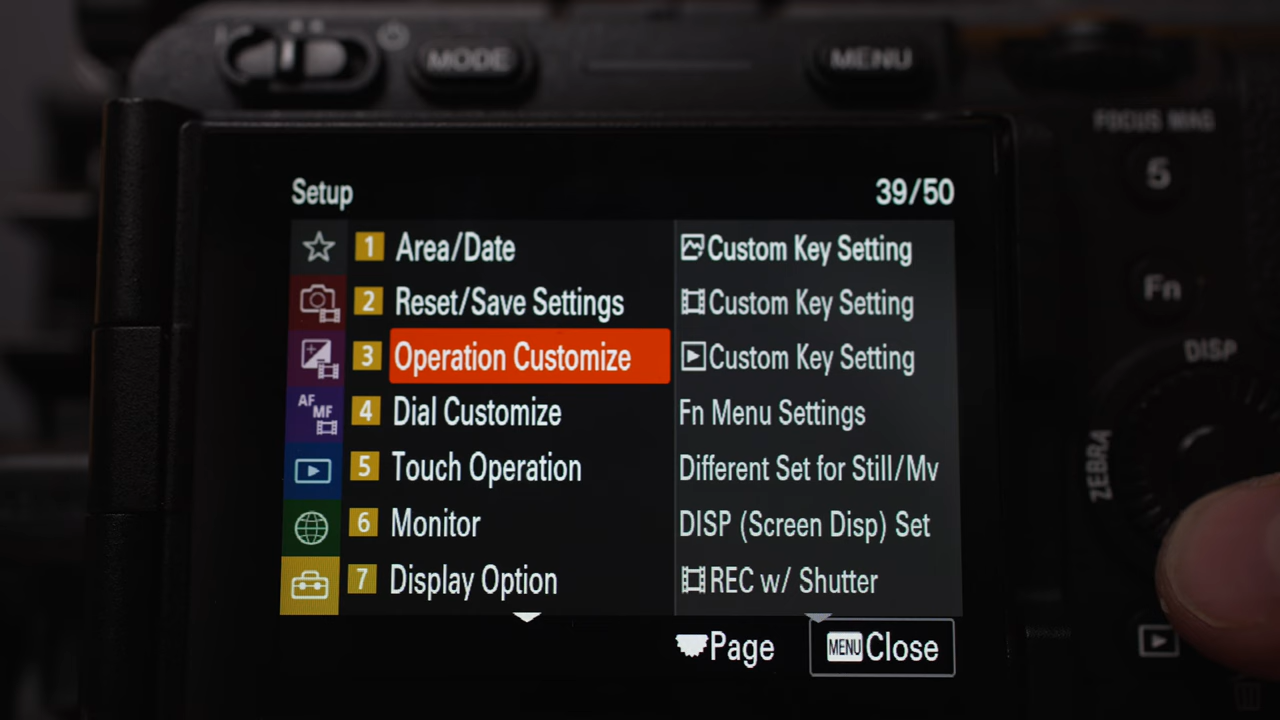 MODE
MENU
FOCUS MAG
5
Fn
DISP
ZEBRA
Setup
39/50
1 Area/Date
2 Reset/Save Settings
3 Operation Customize
4 Dial Customize
5 Touch Operation
6 Monitor
7 Display Option
AF MF
Custom Key Setting
Custom Key Setting
Custom Key Setting
Fn Menu Settings
Different Set for Still/Mv
DISP (Screen Disp) Set
REC w/ Shutter
Page
MENU Close